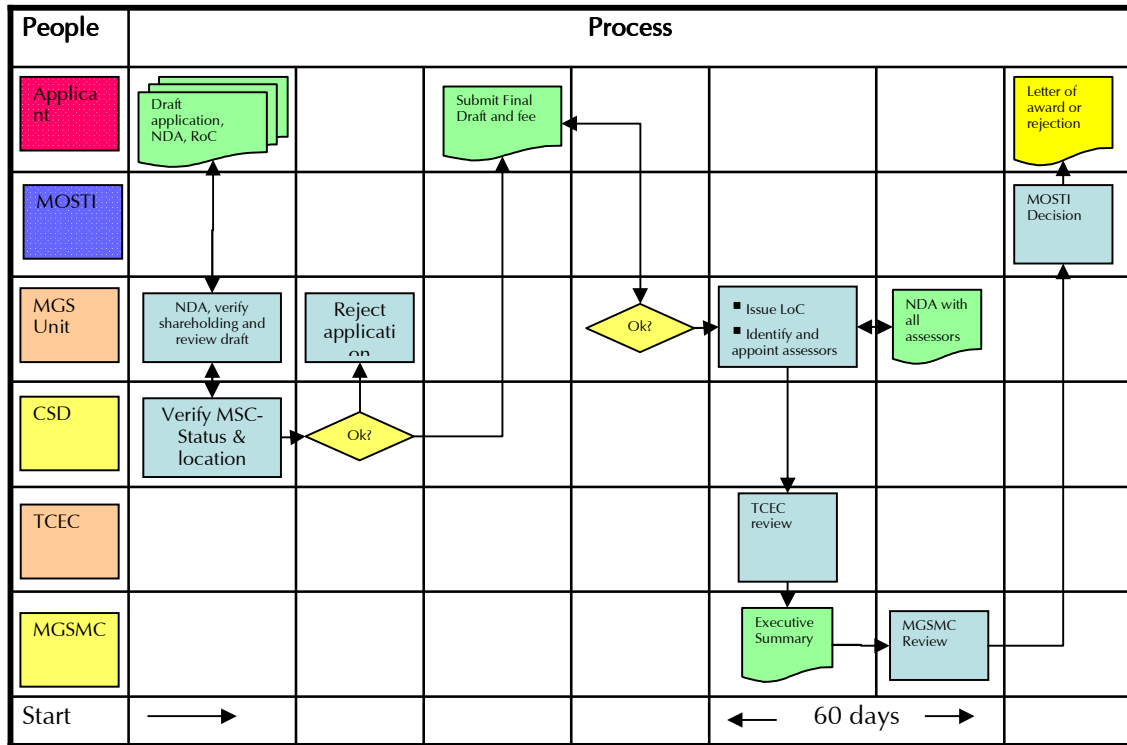 People
Process
Applica
nt
Draft
application,
NDA, RoC
Submit Final
Draft and fee
Letter of
award or
rejection
MOSTI
MOSTI
Decision
MGS
Unit
NDA, verify
shareholding and
review draft
Reject
applicati
on
Ok?
▪ Issue LoC
▪ Identify and
appoint assessors
NDA with
all
assessors
CSD
Verify MSC-
Status &
location
Ok?
TCEC
TCEC
review
MGSMC
Executive
Summary
MGSMC
Review
Start
60 days